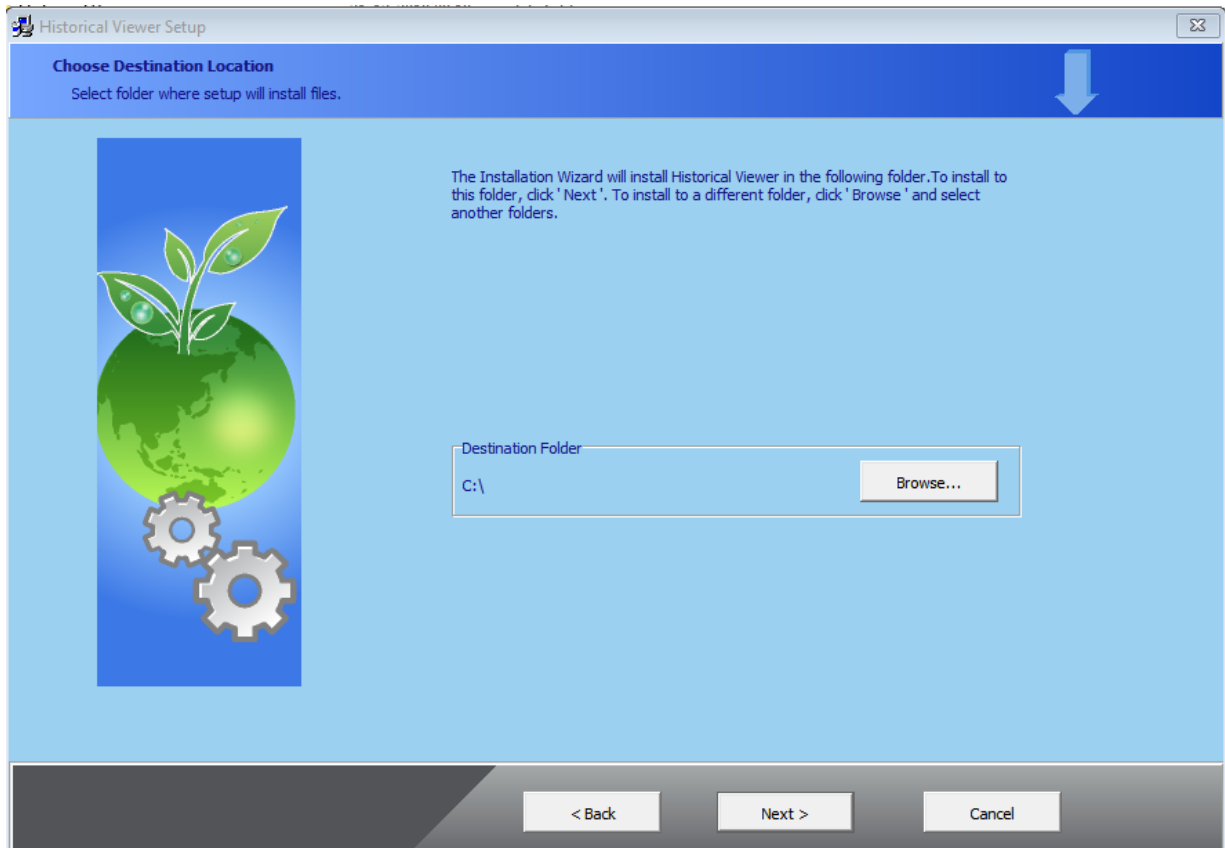 Historical Viewer Setup
Choose Destination Location
Select folder where setup will install files.
The Installation Wizard will install Historical Viewer in the following folder.To install to
this folder, click ' Next '. To install to a different folder, click ' Browse ' and select
another folders.
Destination Folder
C:\
Browse...
< Back
Next >
Cancel